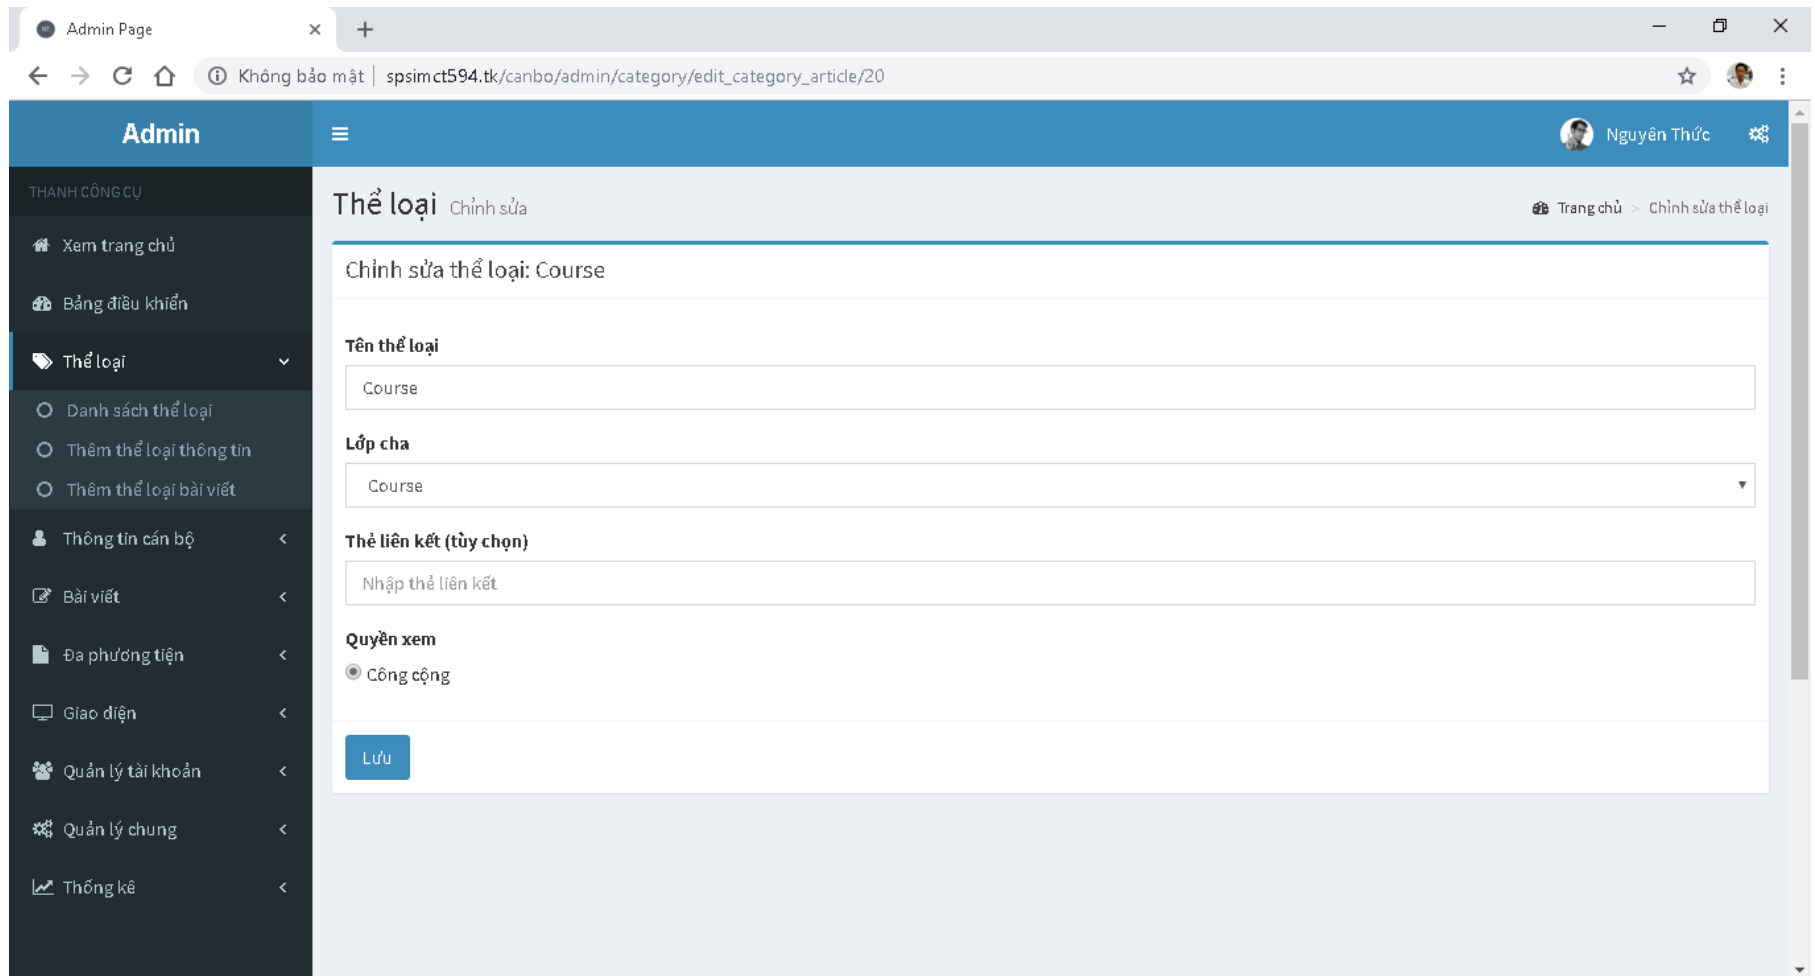 Admin Page
Không bảo mật | spsimct594.tk/canbo/admin/category/edit_category_article/20
Admin
Nguyên Thức
THANH CÔNG CỤ
Xem trang chủ
Bảng điều khiển
Thể loại
Danh sách thể loại
Thêm thể loại thông tin
Thêm thể loại bài viết
Thông tin cán bộ
Bài viết
Đa phương tiện
Giao diện
Quản lý tài khoản
Quản lý chung
Thống kê
Thể loại Chỉnh sửa
Trang chủ > Chỉnh sửa thể loại
Chỉnh sửa thể loại: Course
Tên thể loại
Course
Lớp cha
Course
Thẻ liên kết (tùy chọn)
Nhập thẻ liên kết
Quyền xem
Công cộng
Lưu